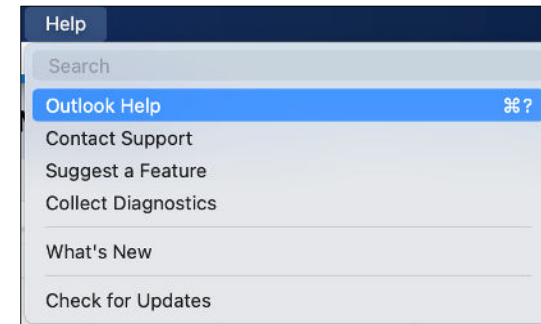 Help
Search
Outlook Help ⌘?
Contact Support
Suggest a Feature
Collect Diagnostics
What's New
Check for Updates